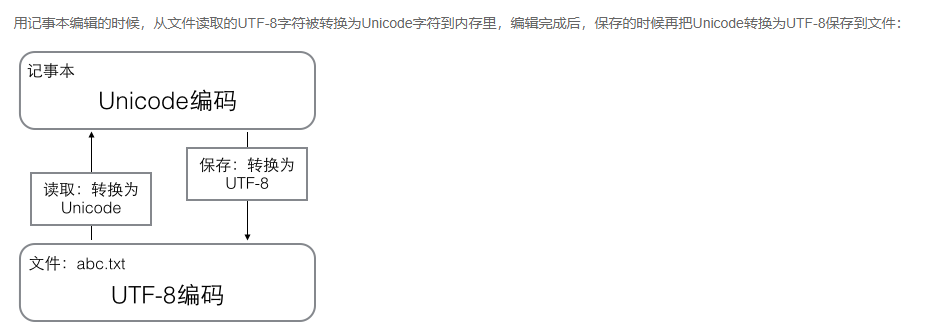 用记事本编辑的时候，从文件读取的UTF-8字符被转换为Unicode字符到内存里，编辑完成后，保存的时候再把Unicode转换为UTF-8保存到文件：
记事本
Unicode编码
保存：转换为
UTF-8
读取：转换为
Unicode
文件：abc.txt
UTF-8编码